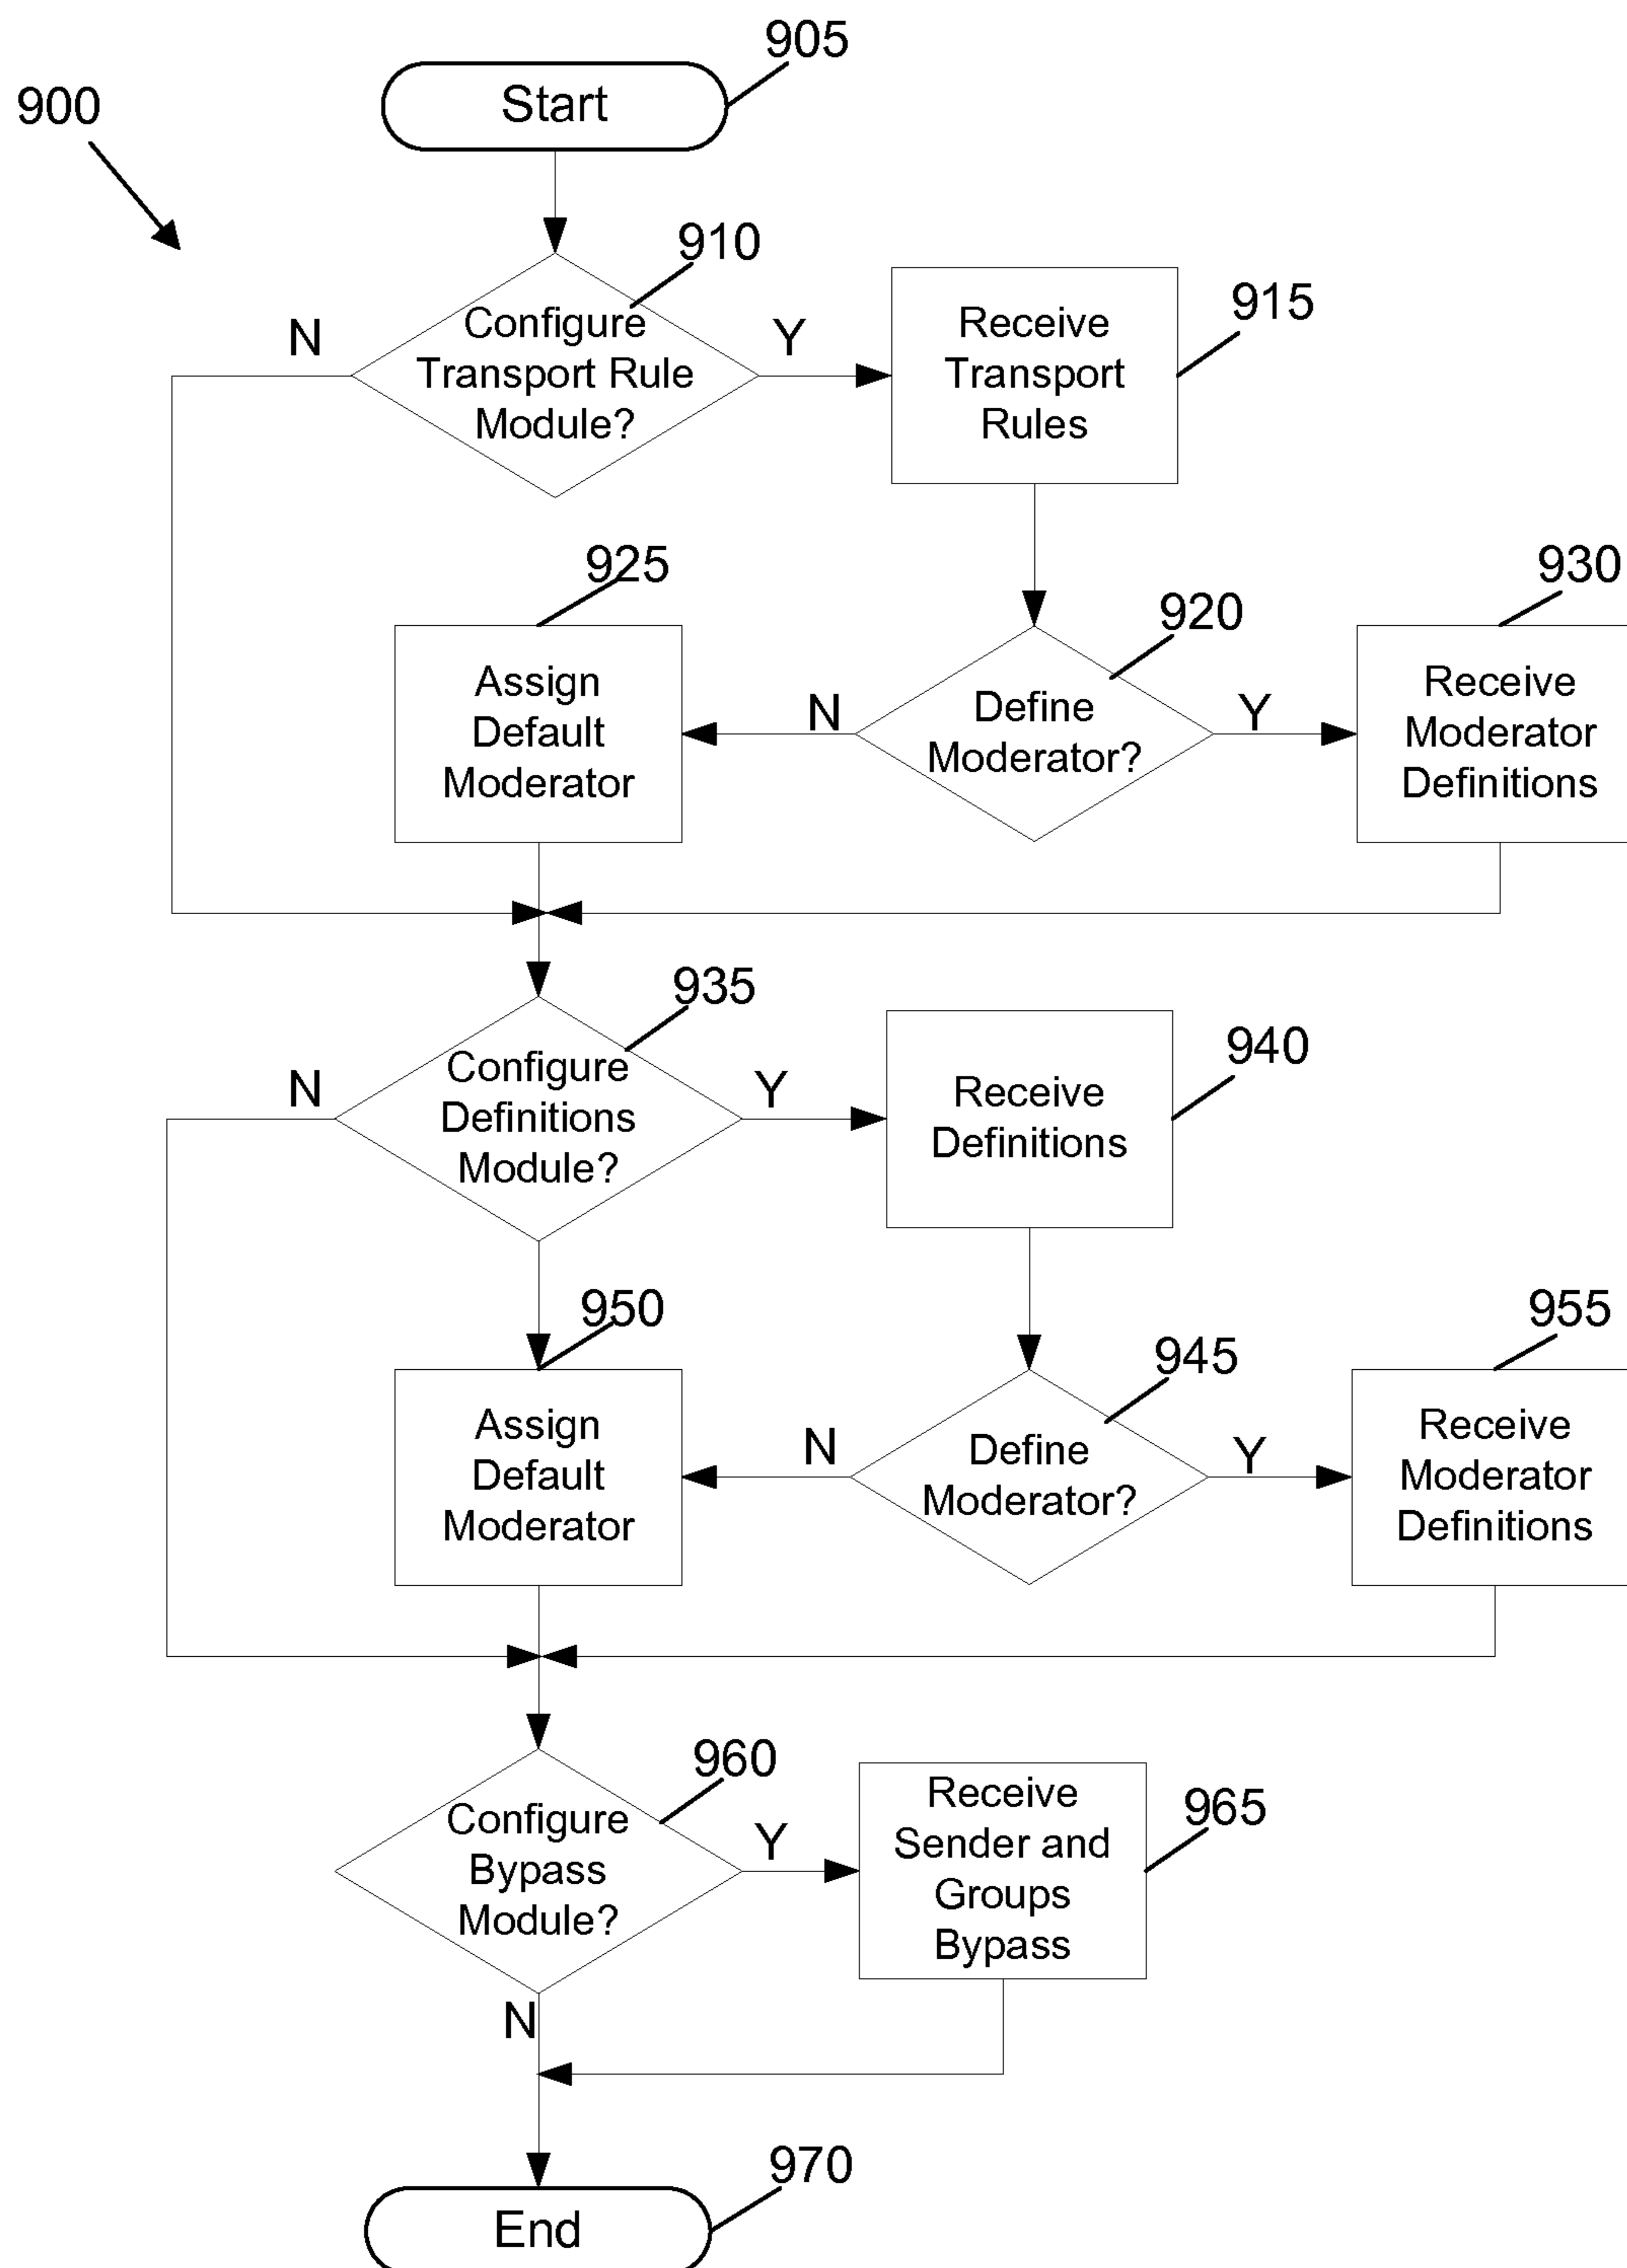 905
Start
900
910
N
Configure
Transport Rule
Module?
Y
Receive
Transport
Rules
915
925
920
930
Assign
Default
Moderator
N
Define
Moderator?
Y
Receive
Moderator
Definitions
935
N
Configure
Definitions
Module?
Y
Receive
Definitions
940
950
945
955
Assign
Default
Moderator
N
Define
Moderator?
Y
Receive
Moderator
Definitions
960
Configure
Bypass
Module?
Y
Receive
Sender and
Groups
Bypass
965
N
970
End